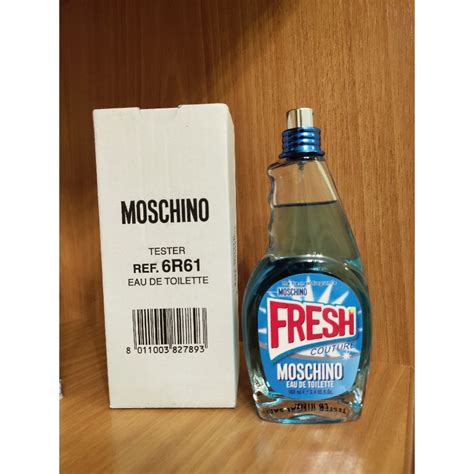 MOSCHINO
TESTER
REF. 6R61
EAU DE TOILETTE
8 011003 827893
MOSCHINO
FRESH
COUTURE
MOSCHINO
EAU DE TOILETTE